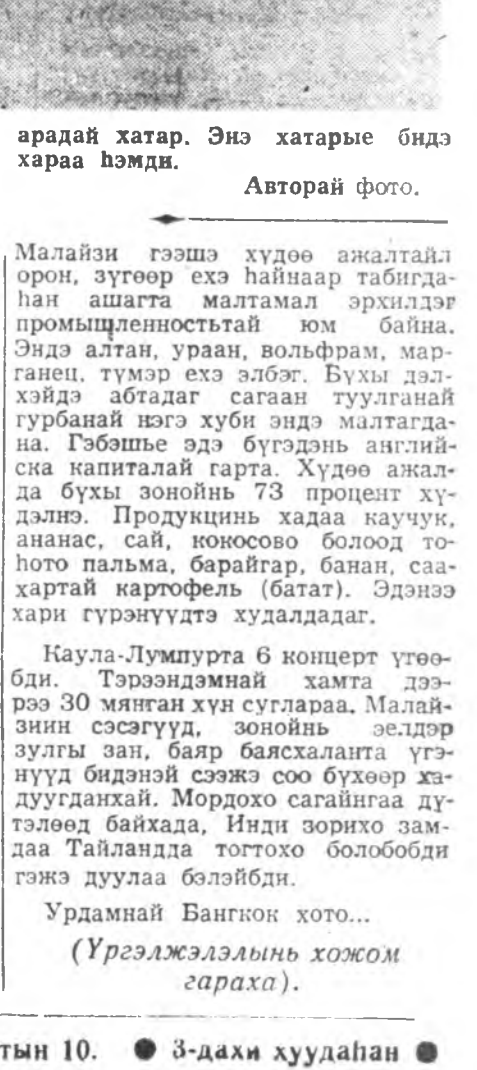 арадай хатар. Энэ хатарые бидэ
хараа һэмди.
Авторай фото.
Малайзи гээшэ хүдөө ажалтайл
орон, зүгөөр ехэ һайнаар табигда-
һан ашагта малтамал эрхилдэг
промышленностьтай юм байна.
Эндэ алтан, ураан, вольфрам, мар-
ганец, түмэр ехэ элбэг. Бүхы дэл-
хэйдэ абтадаг сагаан туулганай
гурбанай нэгэ хуби эндэ малтагда-
на. Гэбэшье эдэ бүгэдэнь англий-
ска капиталай гарта. Хүдөө ажал-
да бүхы зонойнь 73 процент хү-
дэлнэ. Продукцинь хадаа каучук,
ананас, сай, кокосово болоод то-
һото пальма, барайгар, банан, саа-
хартай картофель (батат). Эдэнээ
хари гүрэнүүдтэ худалдадаг.
Каула-Лумпурта 6 концерт үгөө-
бди. Тэрээндэмнай хамта дээ-
рээ 30 мянган хүн суглараа. Малай-
зиин сэсэгүүд, зонойнь эелдэр
зулгы зан, баяр баясхаланта үгэ-
нүүд бидэнэй сээжэ соо бүхөөр ха-
дуугданхай. Мордохо сагайнгаа дү-
тэлөөд байхада, Инди зорихо зам-
даа Тайландда тогтохо болобобди
гэжэ дуулаа бэлэйбди.
Урдамнай Бангкок хото...
(Үргэлжэлэлынь хожом
гараха).
тын 10. ● 3-дахи хуудаһан ●